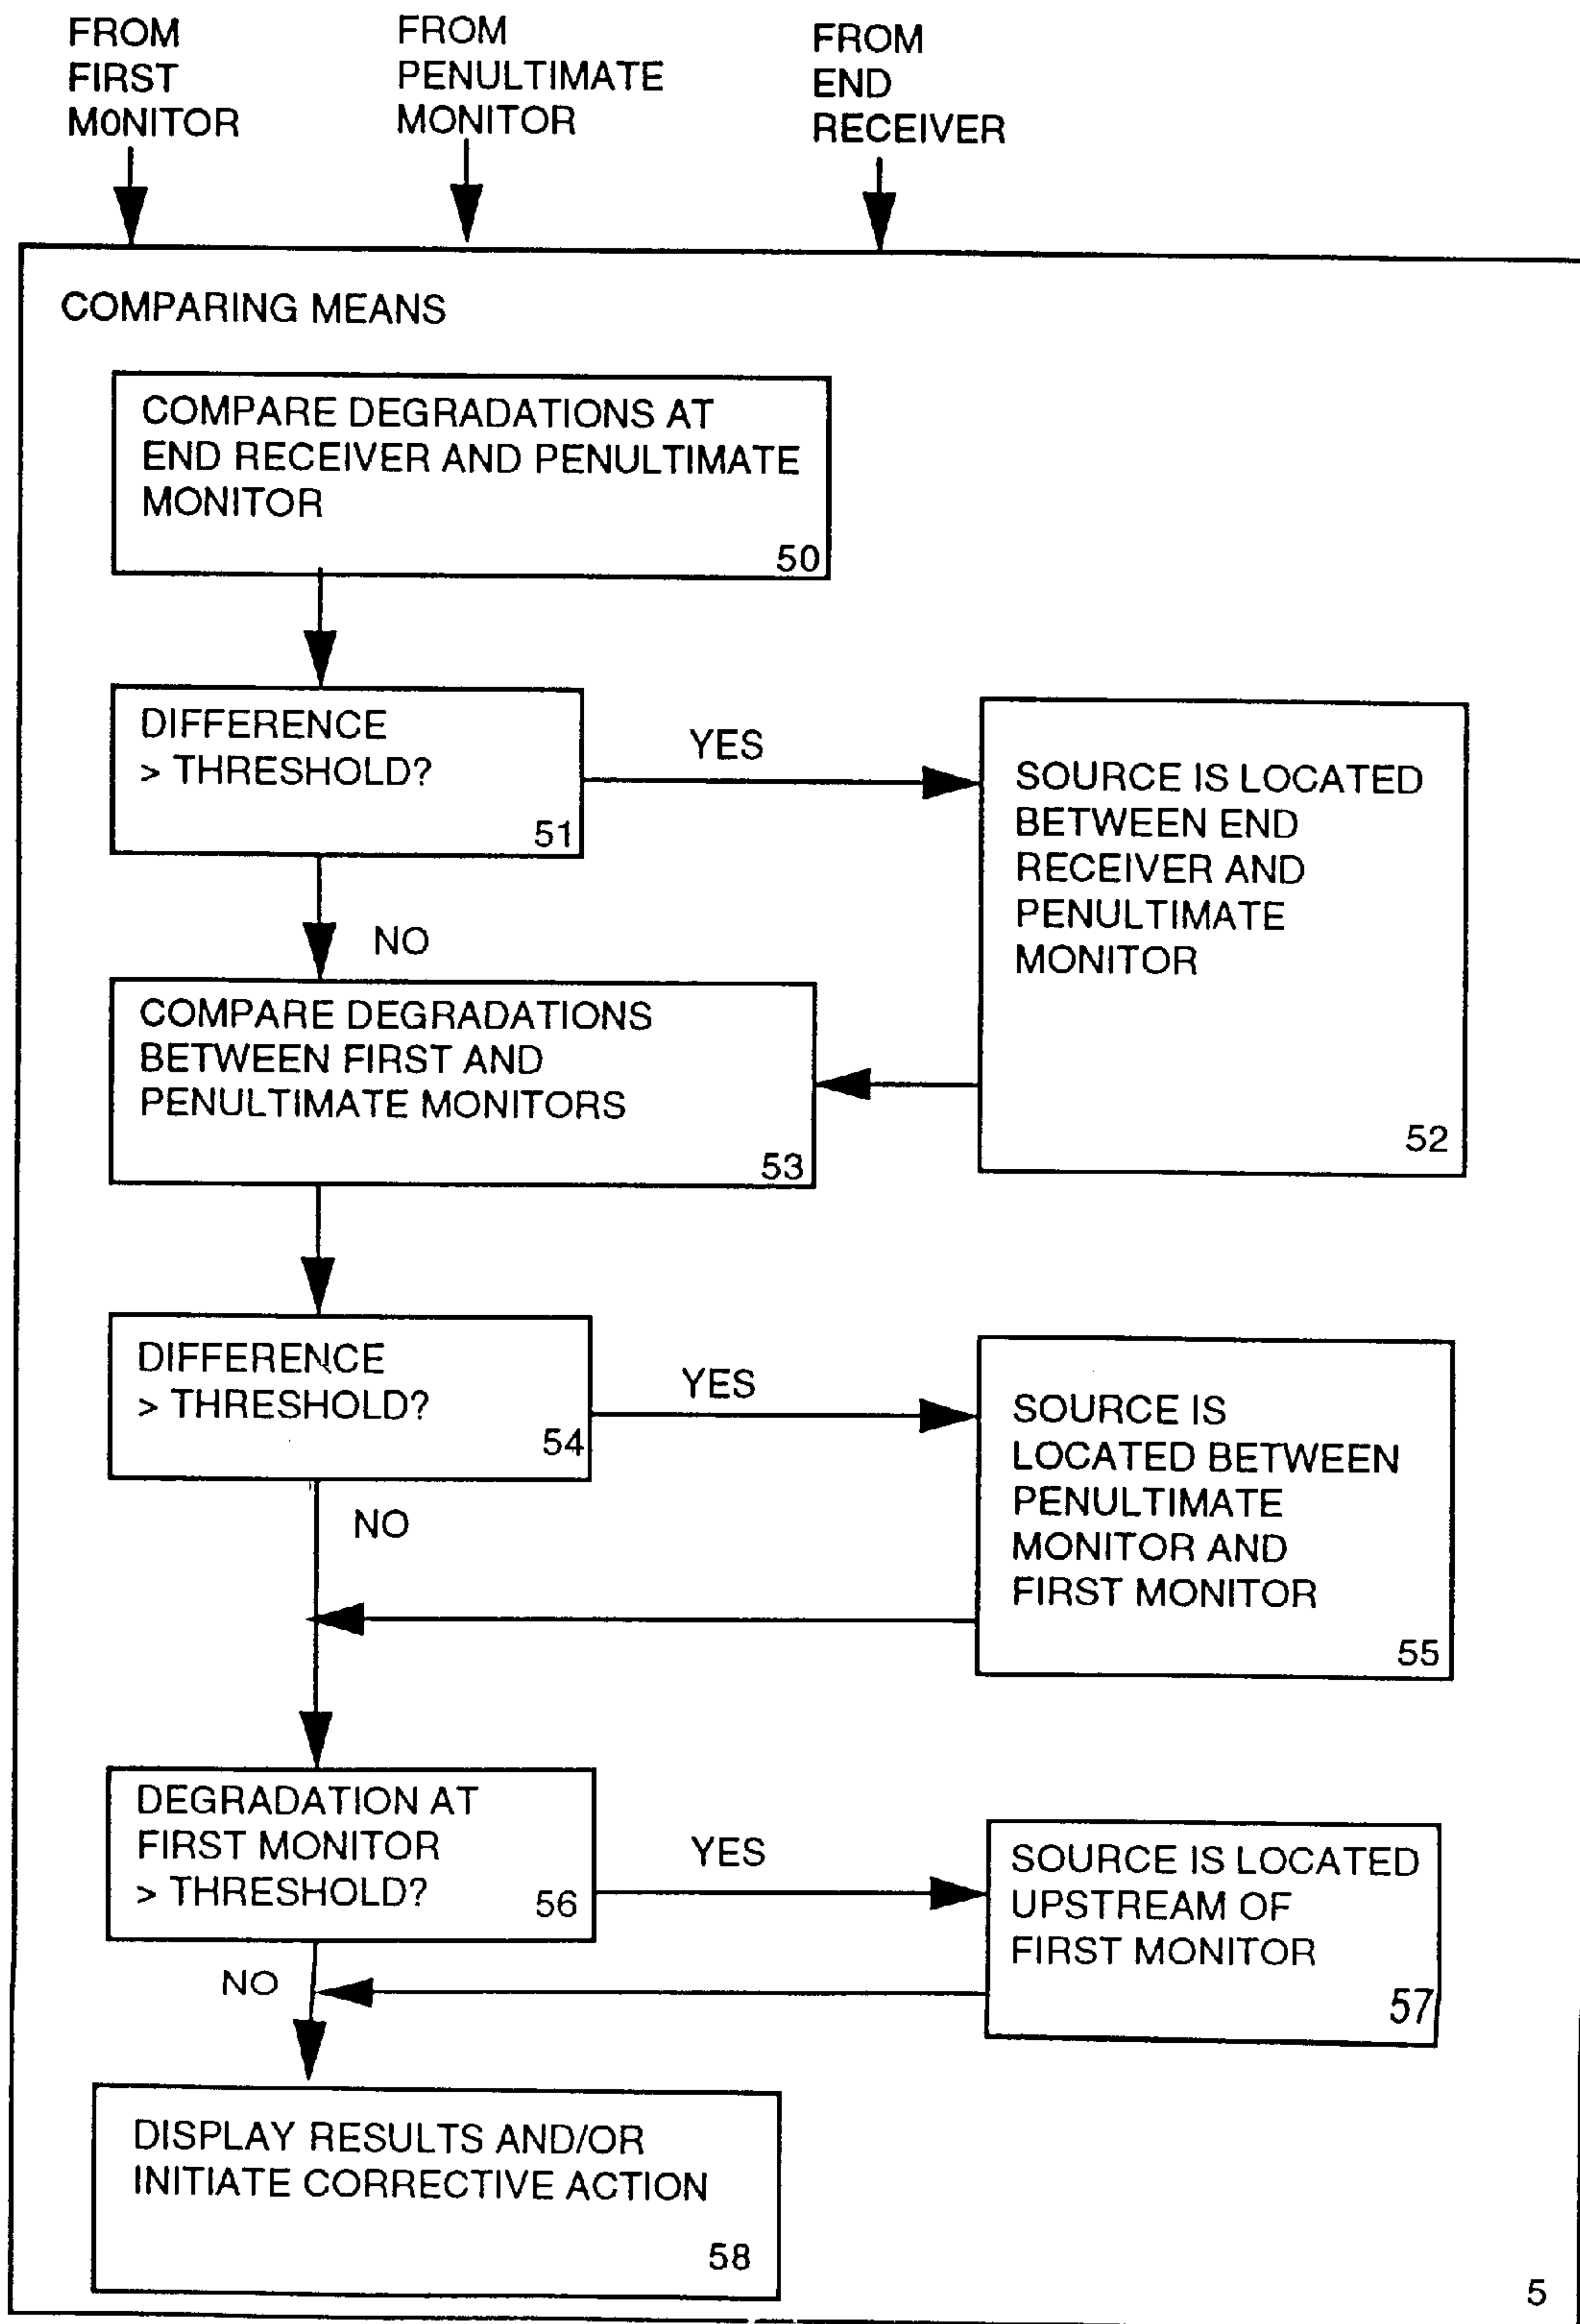 FROM
FIRST
MONITOR
FROM
PENULTIMATE
MONITOR
FROM
END
RECEIVER
COMPARING MEANS
COMPARE DEGRADATIONS AT
END RECEIVER AND PENULTIMATE
MONITOR
50
DIFFERENCE
> THRESHOLD?
51
YES
SOURCE IS LOCATED
BETWEEN END
RECEIVER AND
PENULTIMATE
MONITOR
52
NO
COMPARE DEGRADATIONS
BETWEEN FIRST AND
PENULTIMATE MONITORS
53
DIFFERENCE
> THRESHOLD?
54
YES
SOURCE IS
LOCATED BETWEEN
PENULTIMATE
MONITOR AND
FIRST MONITOR
55
NO
DEGRADATION AT
FIRST MONITOR
> THRESHOLD?
56
YES
SOURCE IS LOCATED
UPSTREAM OF
FIRST MONITOR
57
NO
DISPLAY RESULTS AND/OR
INITIATE CORRECTIVE ACTION
58
5